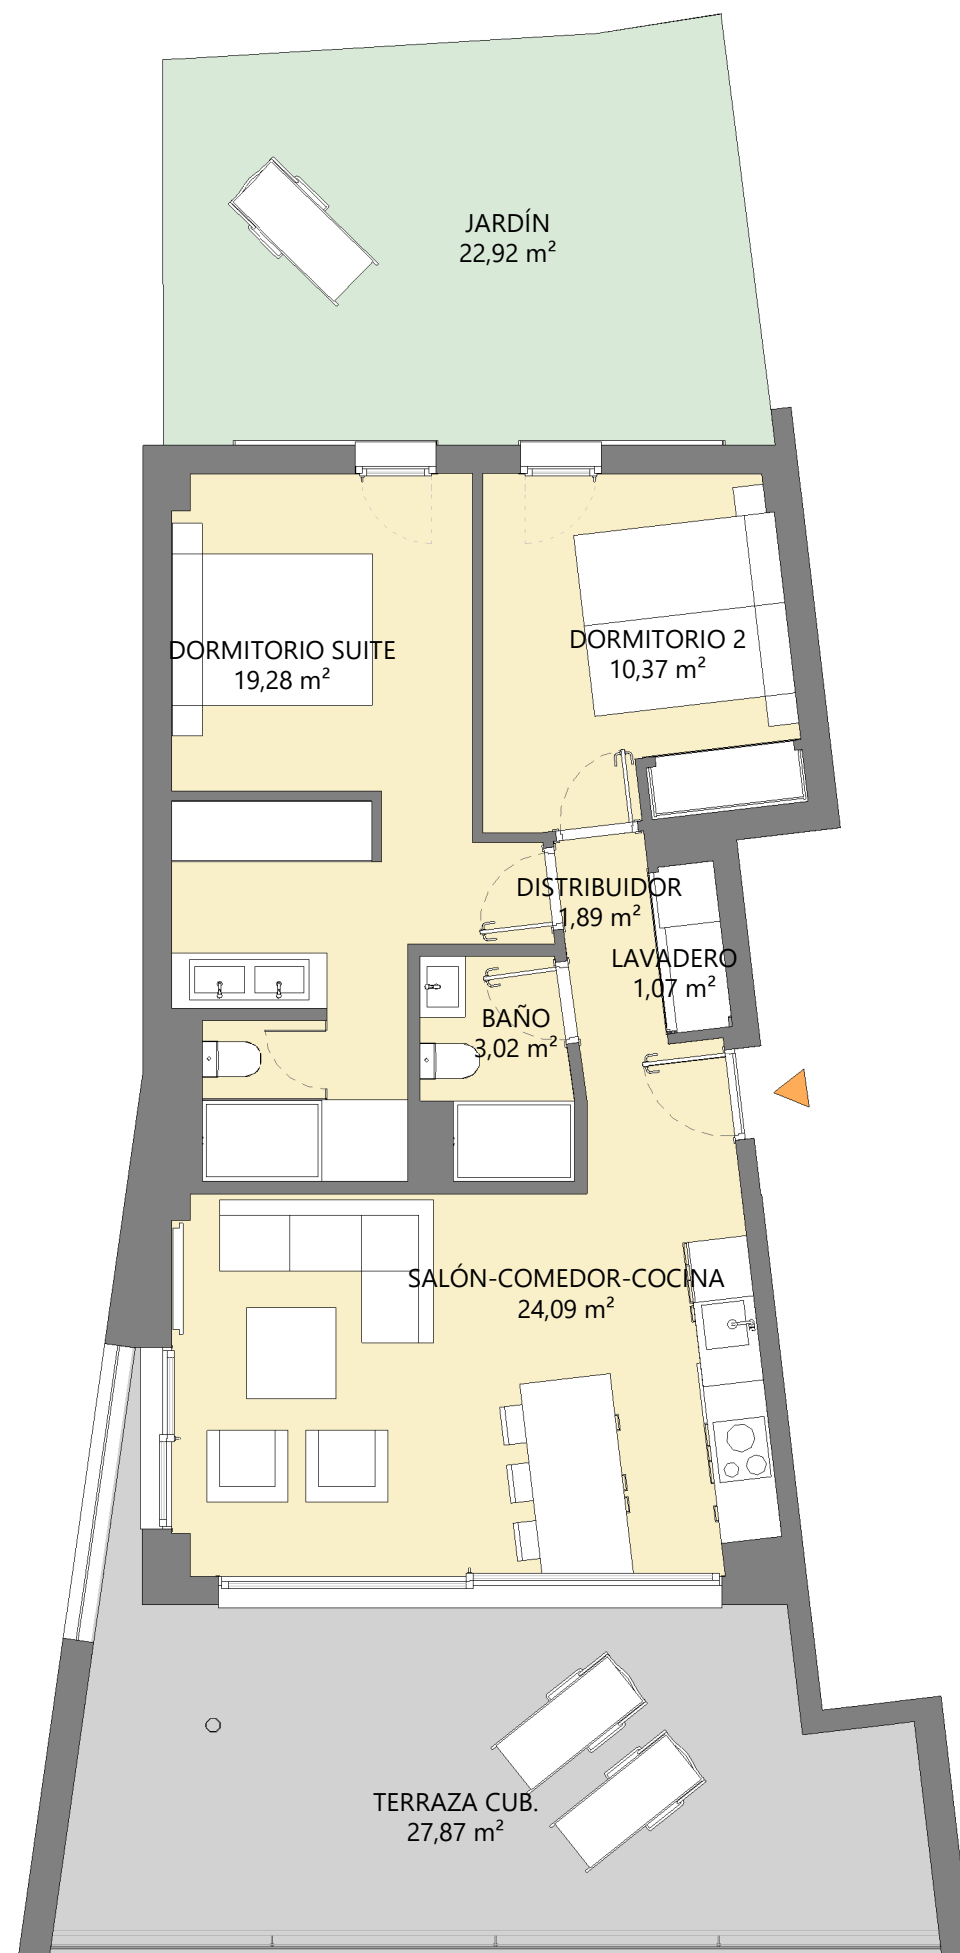 JARDÍN
22,92 m²
DORMITORIO SUITE
19,28 m²
DORMITORIO 2
10,37 m²
DISTRIBUIDOR
1,89 m²
LAVADERO
1,07 m²
BAÑO
3,02 m²
SALÓN-COMEDOR-COCINA
24,09 m²
TERRAZA CUB.
27,87 m²